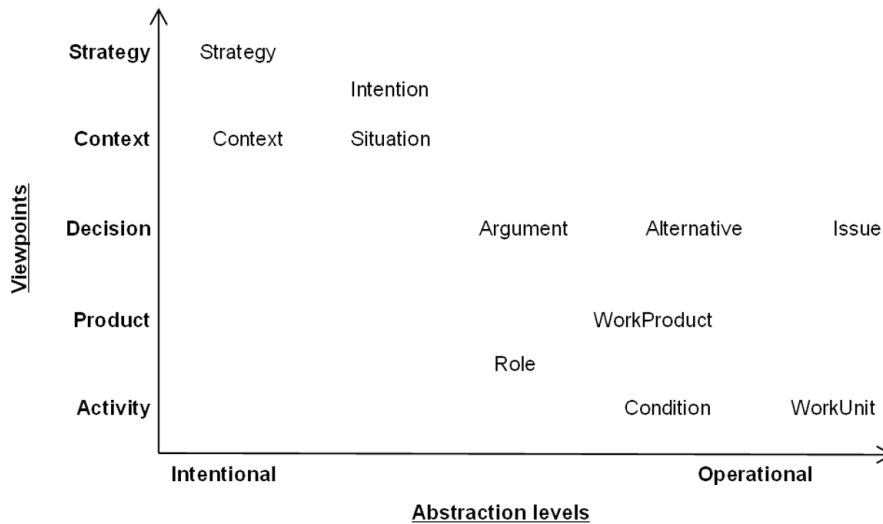 Strategy Strategy
Intention
Context Context Situation
Viewpoints
Decision Argument Alternative Issue
Product WorkProduct
Role
Activity Condition WorkUnit
Intentional Operational
Abstraction levels